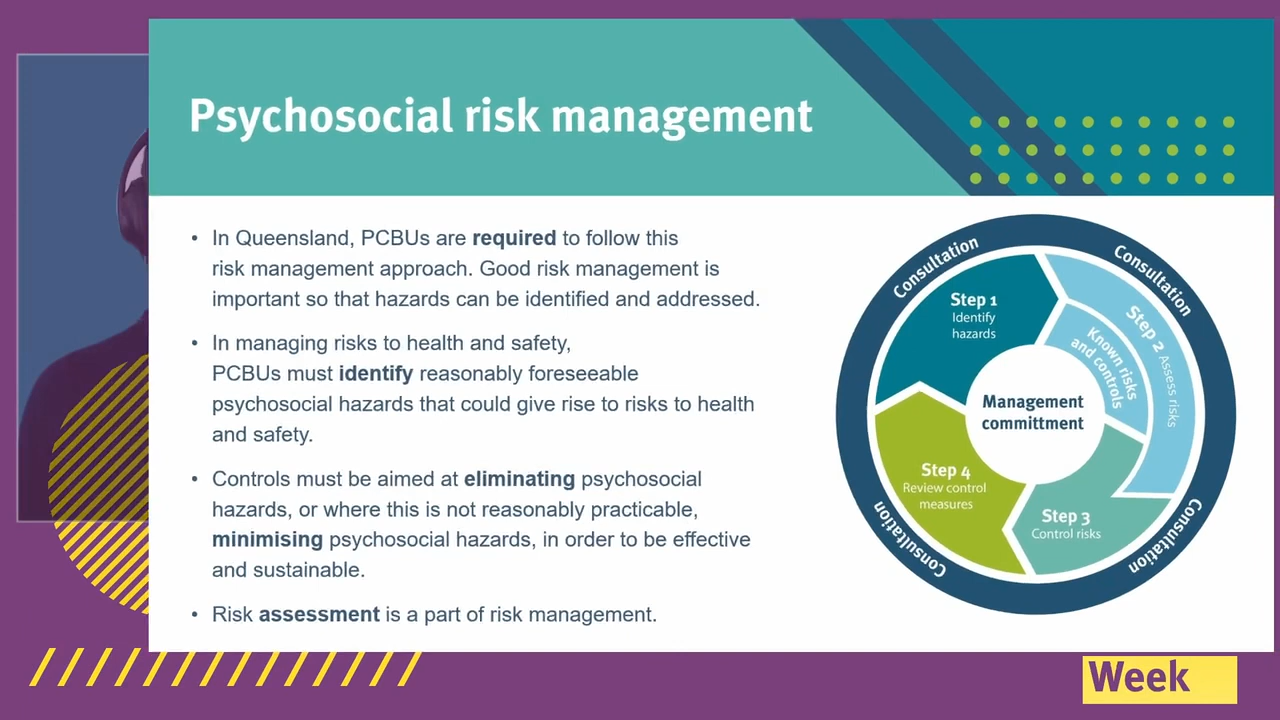 Psychosocial risk management
• In Queensland, PCBUs are required to follow this
risk management approach. Good risk management is
important so that hazards can be identified and addressed.
• In managing risks to health and safety,
PCBUs must identify reasonably foreseeable
psychosocial hazards that could give rise to risks to health
and safety.
• Controls must be aimed at eliminating psychosocial
hazards, or where this is not reasonably practicable,
minimising psychosocial hazards, in order to be effective
and sustainable.
• Risk assessment is a part of risk management.
Consultation
Consultation
Step 1
Identify
hazards
Step 2 Assess risks
Known risks
and controls
Management
committment
Step 4
Review control
measures
Step 3
Control risks
Consultation
Consultation
Week